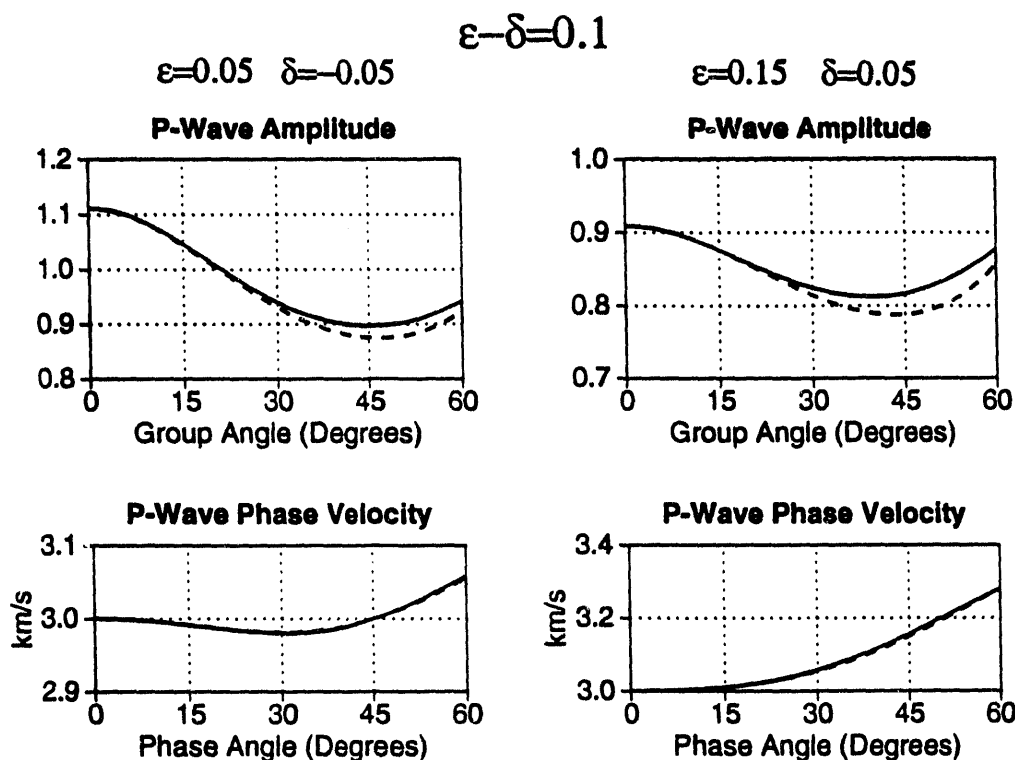 ε−δ=0.1
ε=0.05 δ=−0.05
ε=0.15 δ=0.05
P-Wave Amplitude
1.2
1.1
1.0
0.9
0.8
0 15 30 45 60
Group Angle (Degrees)
P-Wave Amplitude
1.0
0.9
0.8
0.7
0 15 30 45 60
Group Angle (Degrees)
P-Wave Phase Velocity
km/s
3.1
3.0
2.9
0 15 30 45 60
Phase Angle (Degrees)
P-Wave Phase Velocity
km/s
3.4
3.2
3.0
0 15 30 45 60
Phase Angle (Degrees)